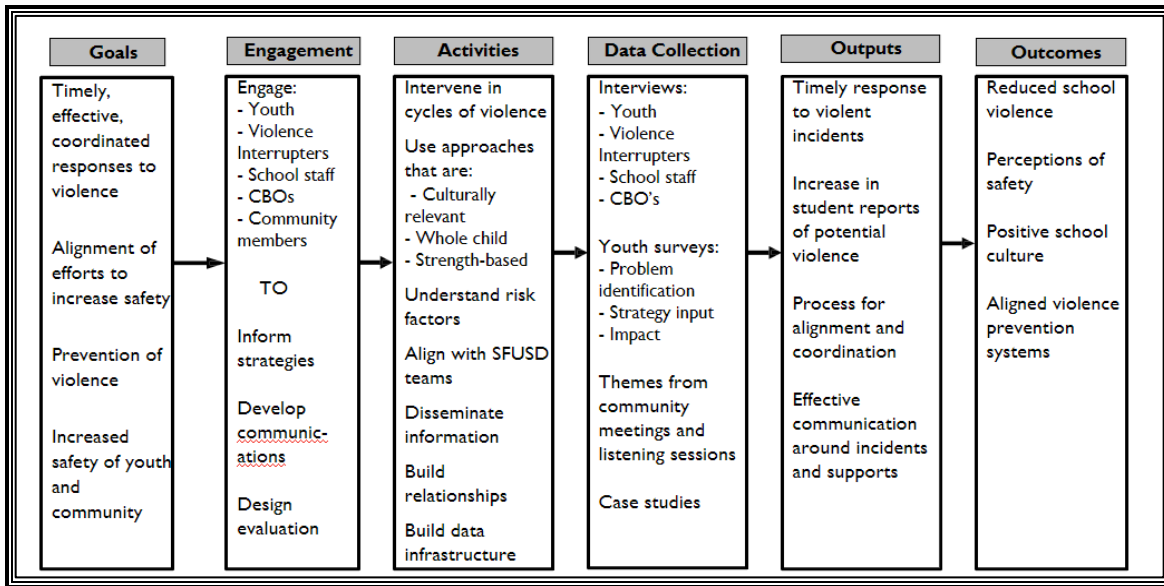 Goals
Timely,
effective,
coordinated
responses to
violence
Alignment of
efforts to
increase safety
Prevention of
violence
Increased
safety of youth
and
community
Engagement
Engage:
- Youth
- Violence
Interrupters
- School staff
- CBOs
- Community
members
TO
Inform
strategies
Develop
communic-
ations
Design
evaluation
Activities
Intervene in
cycles of violence
Use approaches
that are:
- Culturally
relevant
- Whole child
- Strength-based
Understand risk
factors
Align with SFUSD
teams
Disseminate
information
Build
relationships
Build data
infrastructure
Data Collection
Interviews:
- Youth
- Violence
Interrupters
- School staff
- CBO's
Youth surveys:
- Problem
identification
- Strategy input
- Impact
Themes from
community
meetings and
listening sessions
Case studies
Outputs
Timely response
to violent
incidents
Increase in
student reports
of potential
violence
Process for
alignment and
coordination
Effective
communication
around incidents
and supports
Outcomes
Reduced school
violence
Perceptions of
safety
Positive school
culture
Aligned violence
prevention
systems